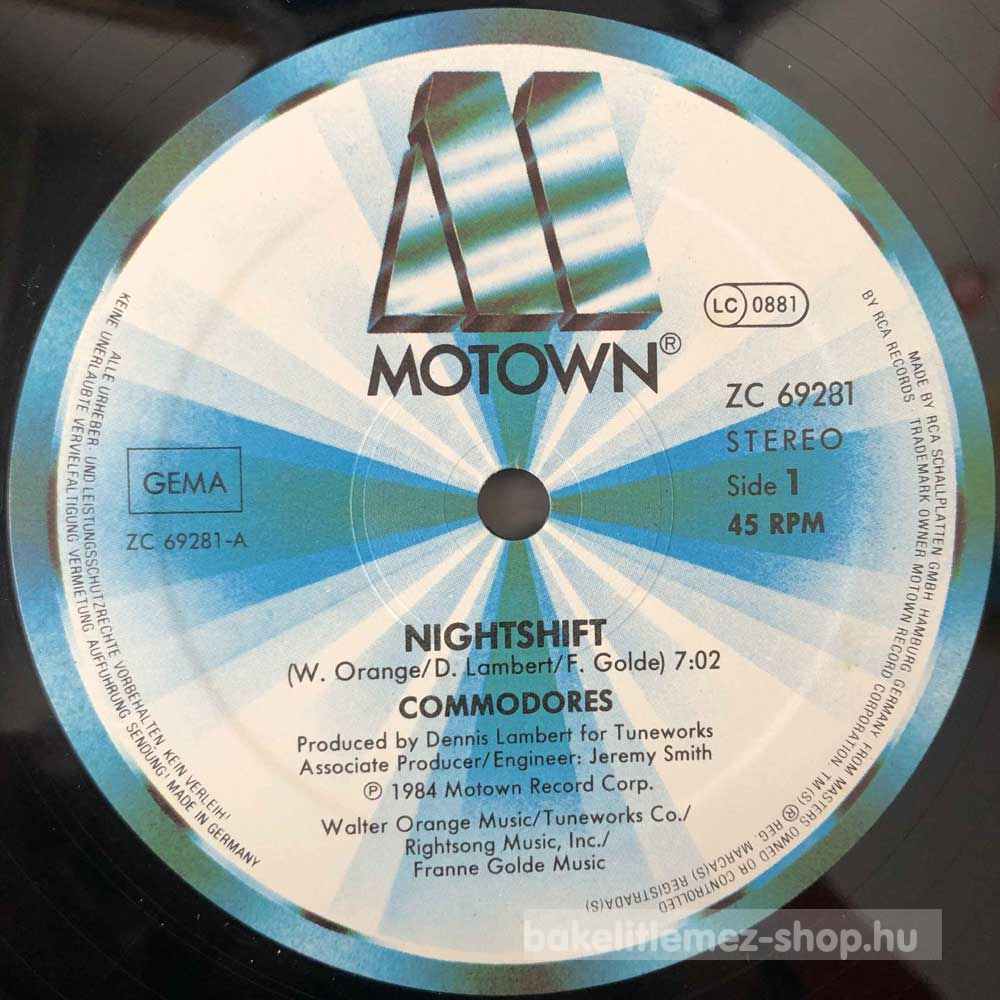 MOTOWN®
LC 0881
ZC 69281
STEREO
Side 1
45 RPM
GEMA
ZC 69281-A
NIGHTSHIFT
(W. Orange/D. Lambert/F. Golde) 7:02
COMMODORES
Produced by Dennis Lambert for Tuneworks
Associate Producer/Engineer: Jeremy Smith
℗ 1984 Motown Record Corp.
Walter Orange Music/Tuneworks Co./
Rightsong Music, Inc./
Franne Golde Music
ALLE URHEBER- UND LEISTUNGSSCHUTZRECHTE VORBEHALTEN KEIN VERLEIH!
KEINE UNERLAUBTE VERVIELFÄLTIGUNG VERMIETUNG AUFFÜHRUNG SENDUNG! MADE IN GERMANY
MADE BY RCA SCHALLPLATTEN GMBH HAMBURG GERMANY FROM MASTERS OWNED OR CONTROLLED
BY RCA RECORDS · TRADEMARK OWNER MOTOWN RECORD CORPORATION TM (S) ® REG. MARCA(S) REGISTRADA(S)
bakelitlemez-shop.hu